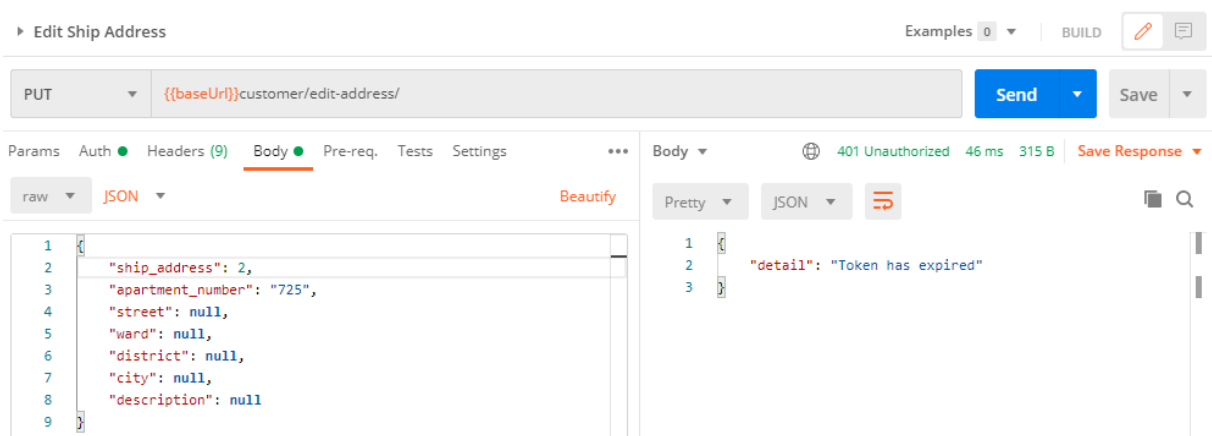 Edit Ship Address Examples 0 BUILD
PUT {{baseUrl}}customer/edit-address/ Send Save
Params Auth Headers (9) Body Pre-req. Tests Settings ••• Body 401 Unauthorized 46 ms 315 B Save Response
raw JSON Beautify Pretty JSON
1 {
2 "ship_address": 2,
3 "apartment_number": "725",
4 "street": null,
5 "ward": null,
6 "district": null,
7 "city": null,
8 "description": null
9 }
1 {
2 "detail": "Token has expired"
3 }